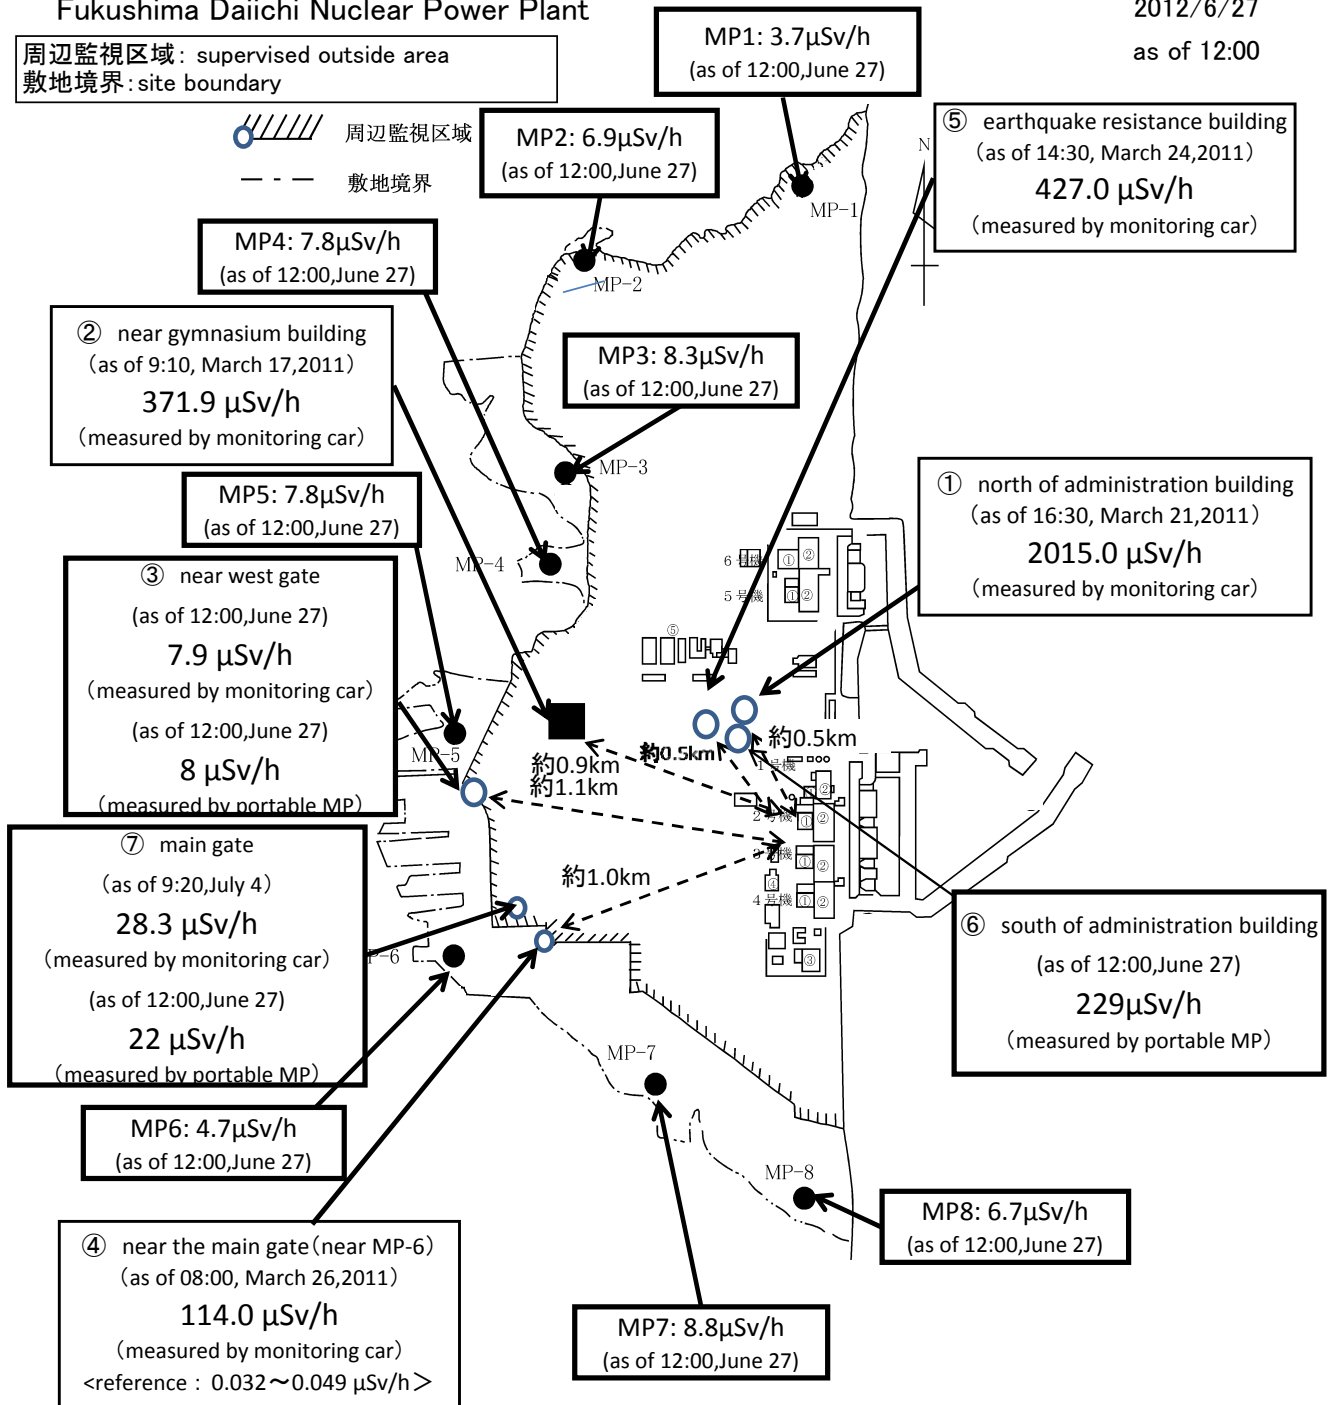 Fukushima Daiichi Nuclear Power Plant
2012/6/27
as of 12:00
周辺監視区域: supervised outside area
敷地境界:site boundary
周辺監視区域
敷地境界
MP1: 3.7μSv/h
(as of 12:00,June 27)
MP2: 6.9μSv/h
(as of 12:00,June 27)
⑤ earthquake resistance building
(as of 14:30, March 24,2011)
427.0 μSv/h
(measured by monitoring car)
N
MP-1
MP4: 7.8μSv/h
(as of 12:00,June 27)
MP-2
② near gymnasium building
(as of 9:10, March 17,2011)
371.9 μSv/h
(measured by monitoring car)
MP3: 8.3μSv/h
(as of 12:00,June 27)
MP-3
MP5: 7.8μSv/h
(as of 12:00,June 27)
① north of administration building
(as of 16:30, March 21,2011)
2015.0 μSv/h
(measured by monitoring car)
MP-4
6号機
① ②
5号機
① ②
③ near west gate
(as of 12:00,June 27)
7.9 μSv/h
(measured by monitoring car)
(as of 12:00,June 27)
8 μSv/h
(measured by portable MP)
⑤
MP-5
約0.9km
約1.1km
約0.5km
約0.5km
1号機
②
2号機
① ②
3号機
① ②
④
4号機
① ②
③
約1.0km
⑦ main gate
(as of 9:20,July 4)
28.3 μSv/h
(measured by monitoring car)
(as of 12:00,June 27)
22 μSv/h
(measured by portable MP)
P-6
⑥ south of administration building
(as of 12:00,June 27)
229μSv/h
(measured by portable MP)
MP-7
MP6: 4.7μSv/h
(as of 12:00,June 27)
MP-8
MP8: 6.7μSv/h
(as of 12:00,June 27)
④ near the main gate(near MP-6)
(as of 08:00, March 26,2011)
114.0 μSv/h
(measured by monitoring car)
<reference : 0.032～0.049 μSv/h>
MP7: 8.8μSv/h
(as of 12:00,June 27)